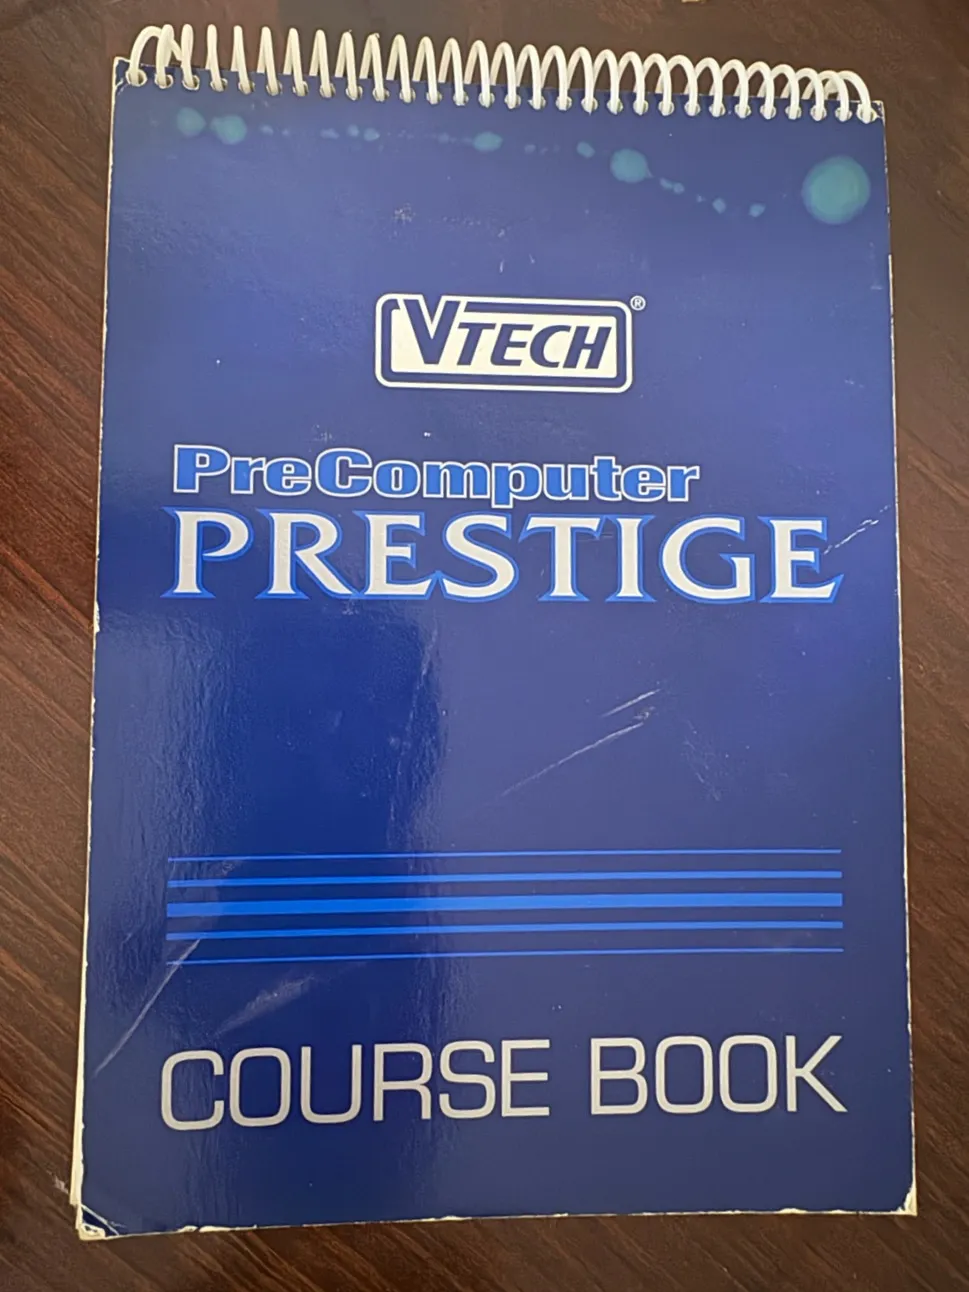 VTECH®
PreComputer
PRESTIGE
COURSE BOOK